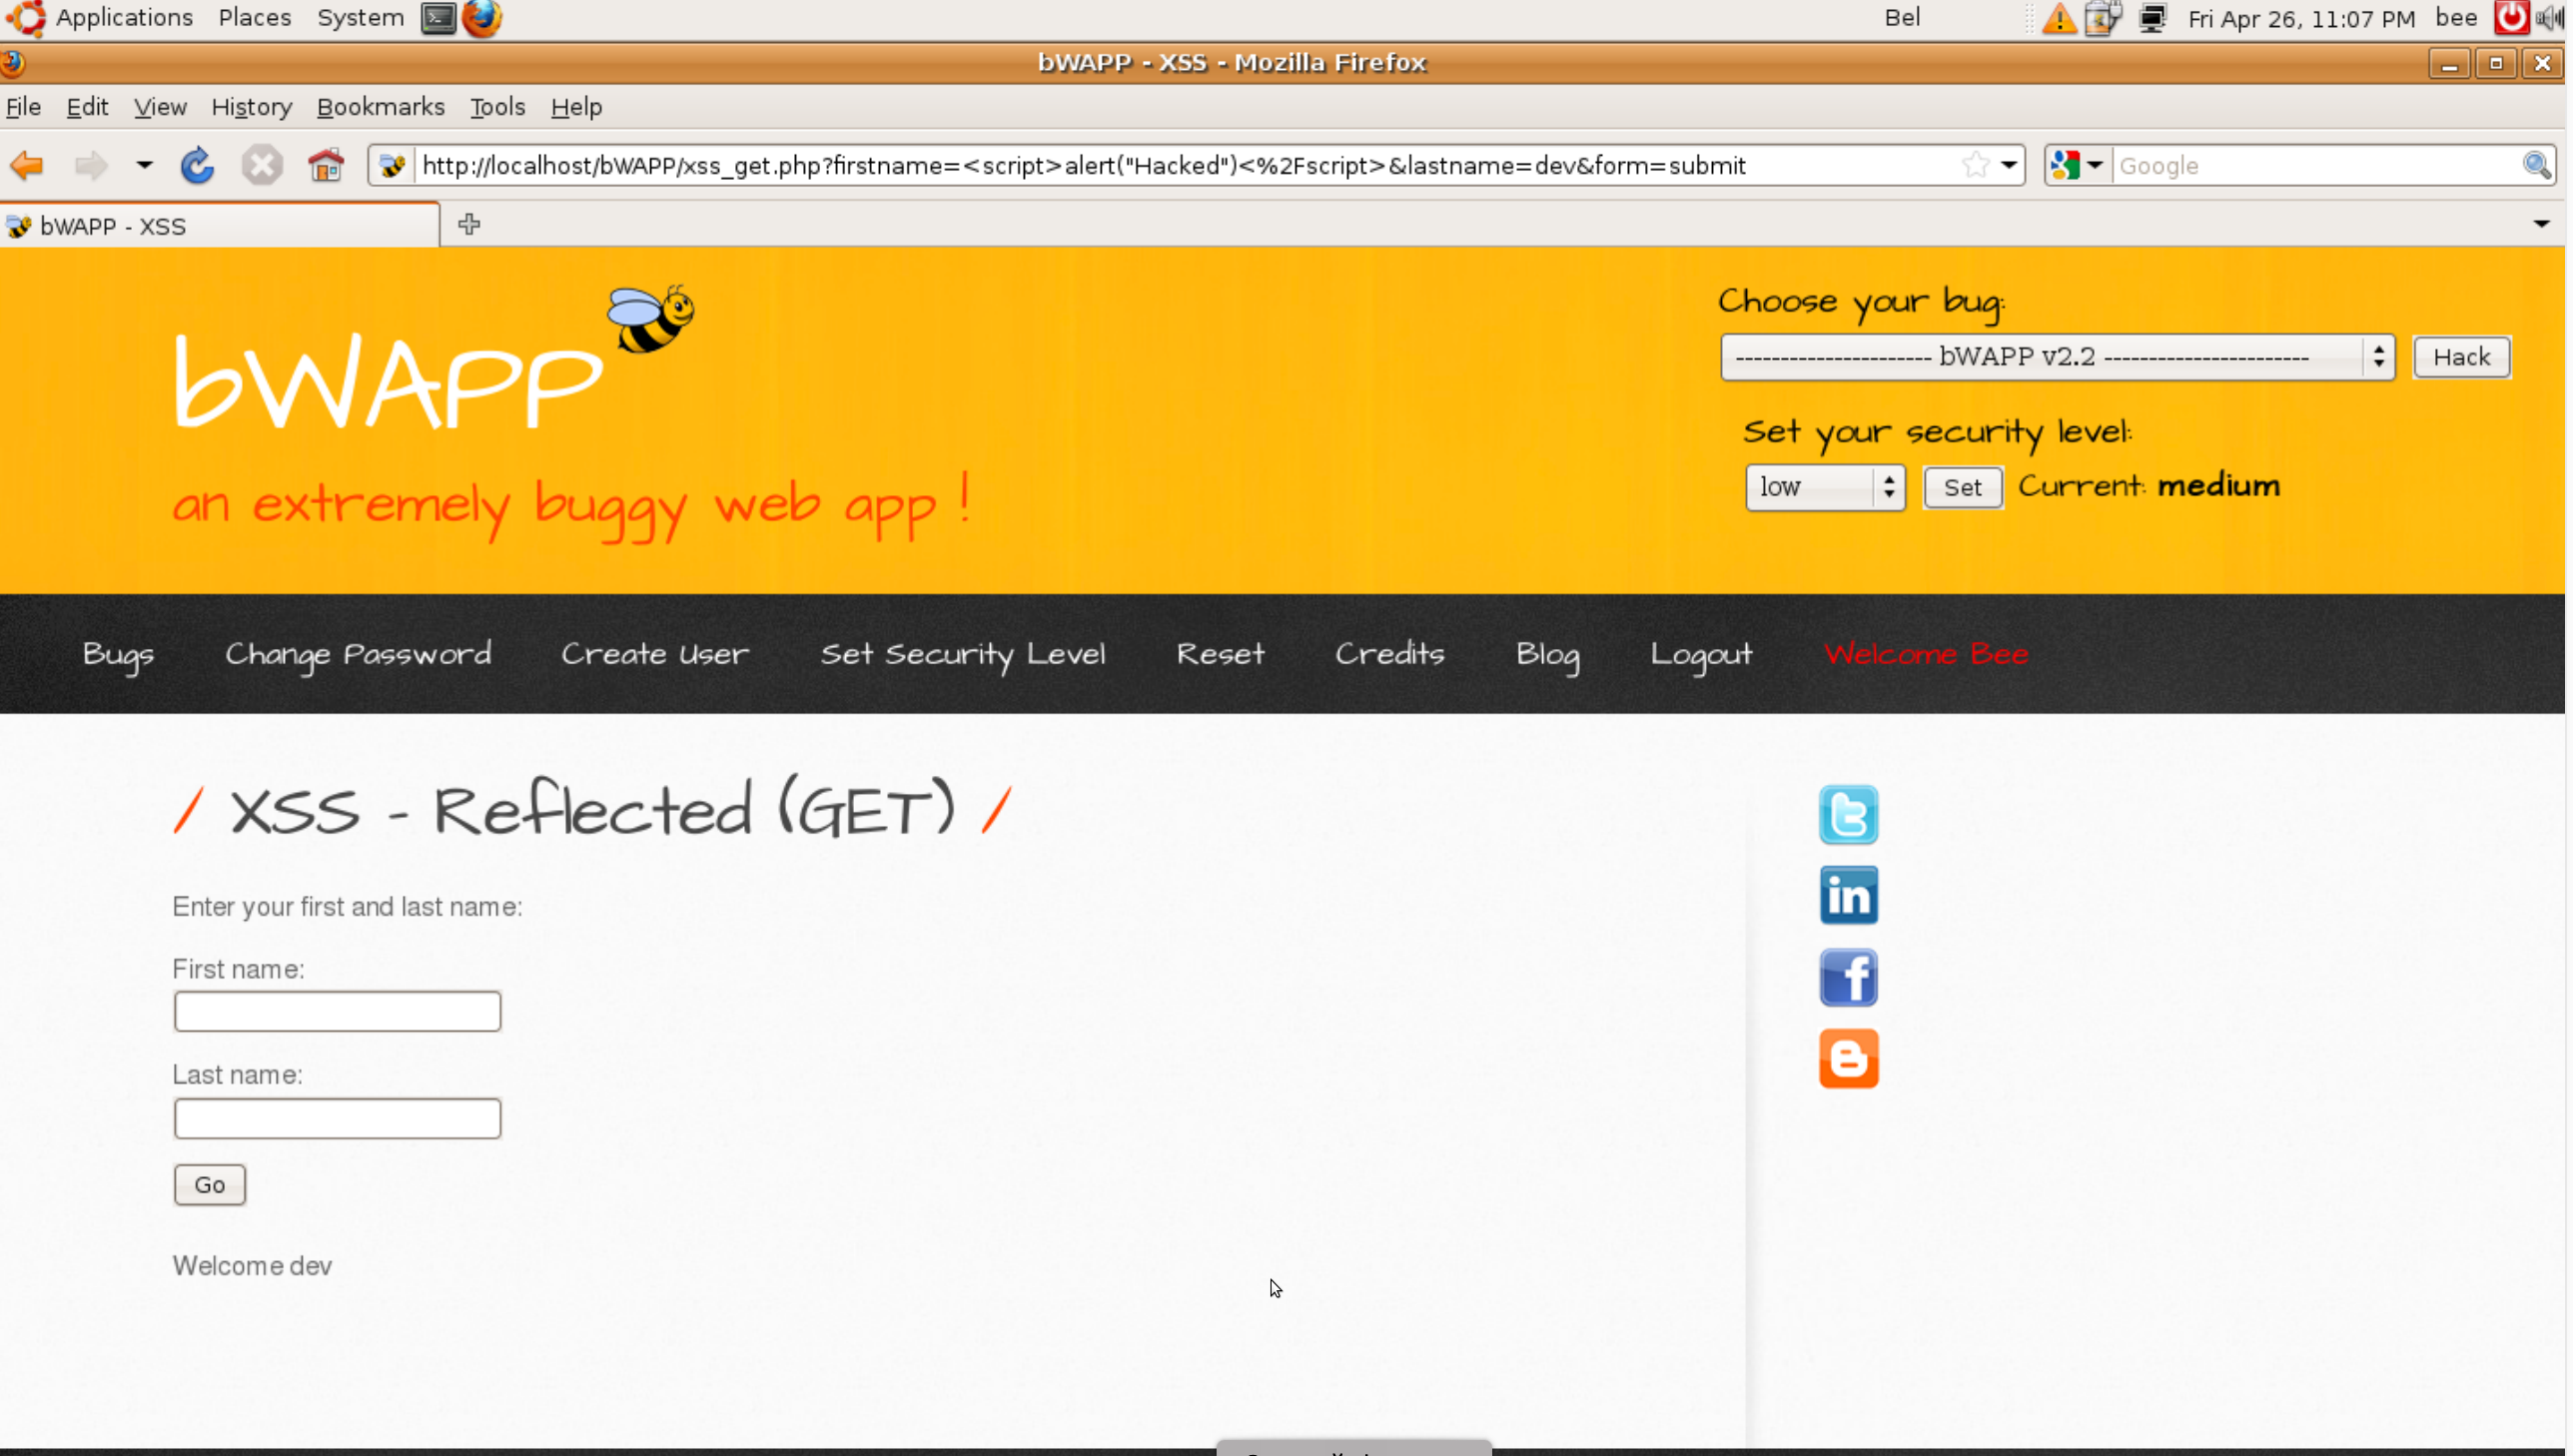 Applications Places System Bel Fri Apr 26, 11:07 PM bee
bWAPP - XSS - Mozilla Firefox
File Edit View History Bookmarks Tools Help
http://localhost/bWAPP/xss_get.php?firstname=<script>alert("Hacked")<%2Fscript>&lastname=dev&form=submit Google
bWAPP - XSS
bWAPP
an extremely buggy web app !
Choose your bug:
---------------------- bWAPP v2.2 ----------------------- Hack
Set your security level:
low Set Current: medium
Bugs Change Password Create User Set Security Level Reset Credits Blog Logout Welcome Bee
/ XSS - Reflected (GET) /
Enter your first and last name:
First name:
Last name:
Go
Welcome dev
in